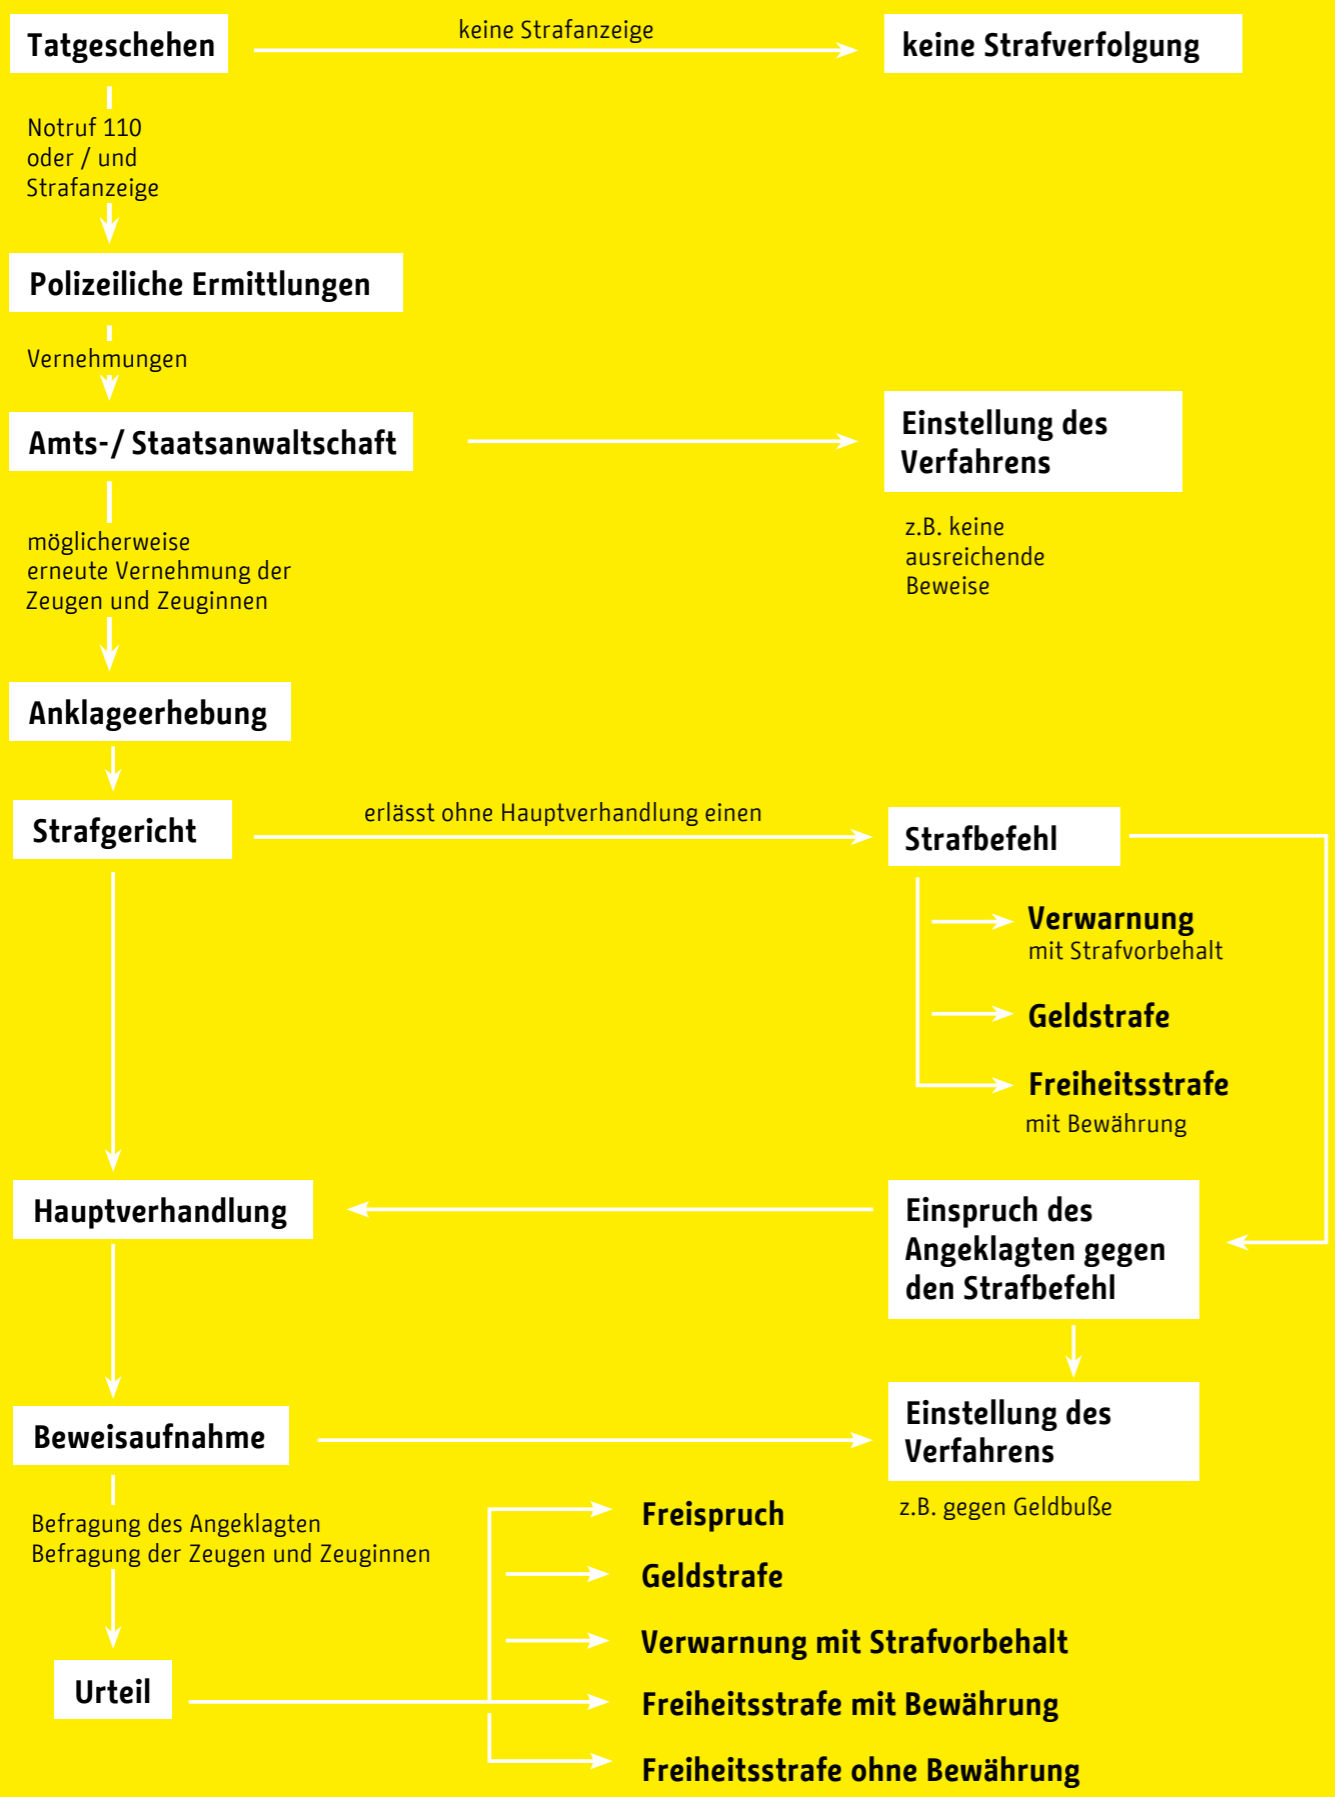 Tatgeschehen
keine Strafanzeige
keine Strafverfolgung
Notruf 110
oder / und
Strafanzeige
Polizeiliche Ermittlungen
Vernehmungen
Amts-/ Staatsanwaltschaft
Einstellung des
Verfahrens
z.B. keine
ausreichende
Beweise
möglicherweise
erneute Vernehmung der
Zeugen und Zeuginnen
Anklageerhebung
Strafgericht
erlässt ohne Hauptverhandlung einen
Strafbefehl
Verwarnung
mit Strafvorbehalt
Geldstrafe
Freiheitsstrafe
mit Bewährung
Hauptverhandlung
Einspruch des
Angeklagten gegen
den Strafbefehl
Beweisaufnahme
Einstellung des
Verfahrens
z.B. gegen Geldbuße
Befragung des Angeklagten
Befragung der Zeugen und Zeuginnen
Urteil
Freispruch
Geldstrafe
Verwarnung mit Strafvorbehalt
Freiheitsstrafe mit Bewährung
Freiheitsstrafe ohne Bewährung